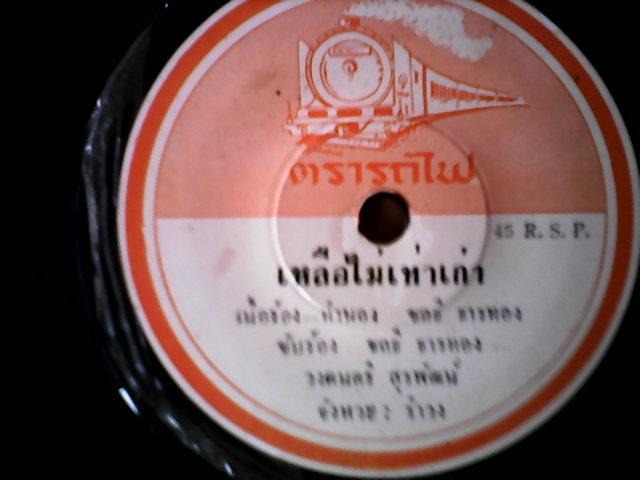 ตรารถไฟ
45 R. S. P.
เหลือไม่เท่าเก่า
เนื้อร้อง ทำนอง ชลธี ธารทอง
ขับร้อง ชลธี ธารทอง
วงดนตรี สุรพัฒน์
จังหวะ: รำวง